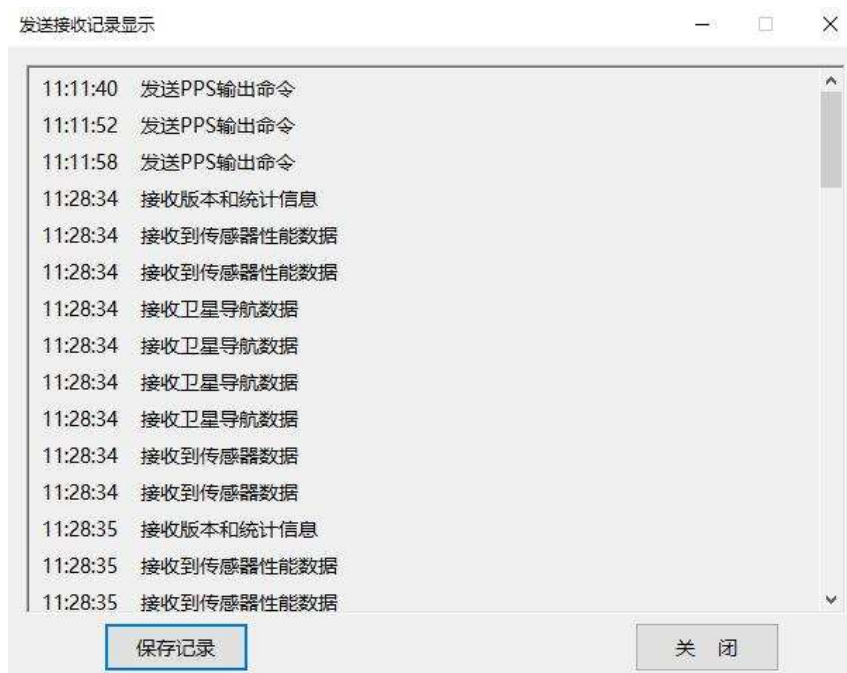 发送接收记录显示
11:11:40 发送PPS输出命令
11:11:52 发送PPS输出命令
11:11:58 发送PPS输出命令
11:28:34 接收版本和统计信息
11:28:34 接收到传感器性能数据
11:28:34 接收到传感器性能数据
11:28:34 接收卫星导航数据
11:28:34 接收卫星导航数据
11:28:34 接收卫星导航数据
11:28:34 接收卫星导航数据
11:28:34 接收到传感器数据
11:28:34 接收到传感器数据
11:28:35 接收版本和统计信息
11:28:35 接收到传感器性能数据
11:28:35 接收到传感器性能数据
保存记录 关 闭